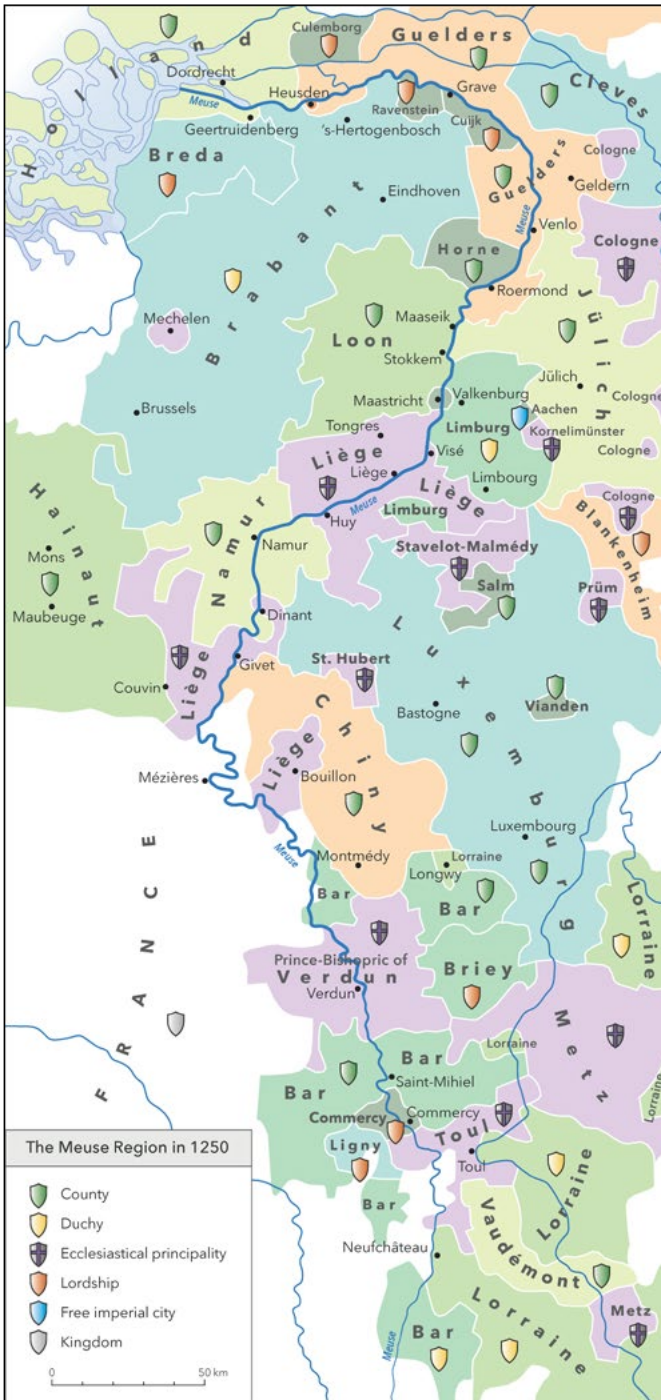 Holland
Culemborg
Guelders
Cleves
Dordrecht
Meuse
Heusden
Ravenstein
Grave
Geertruidenberg
's-Hertogenbosch
Cuijk
Breda
Cologne
Guelders
Geldern
Eindhoven
Meuse
Venlo
Brabant
Horne
Cologne
Roermond
Mechelen
Loon
Maaseik
Stokkem
Jülich
Jülich
Maastricht
Valkenburg
Cologne
Brussels
Aachen
Tongres
Limburg
Kornelimünster
Liège
Visé
Cologne
Liège
Limbourg
Liège
Meuse
Cologne
Hainaut
Huy
Limburg
Blankenheim
Namur
Namur
Stavelot-Malmédy
Mons
Salm
Prüm
Maubeuge
Dinant
Luxemburg
Givet
St. Hubert
Liège
Couvin
Chiny
Bastogne
Vianden
Liège
Bouillon
Mézières
Luxembourg
Meuse
Montmédy
Lorraine
Longwy
Bar
Bar
Lorraine
FRANCE
Prince-Bishopric of
Verdun
Verdun
Briey
Metz
Lorraine
Bar
Bar
Saint-Mihiel
Lorraine
Commercy
Commercy
Toul
Ligny
Toul
Lorraine
Bar
Vaudémont
Neufchâteau
Lorraine
Metz
Bar
Meuse
The Meuse Region in 1250
County
Duchy
Ecclesiastical principality
Lordship
Free imperial city
Kingdom
0 50 km